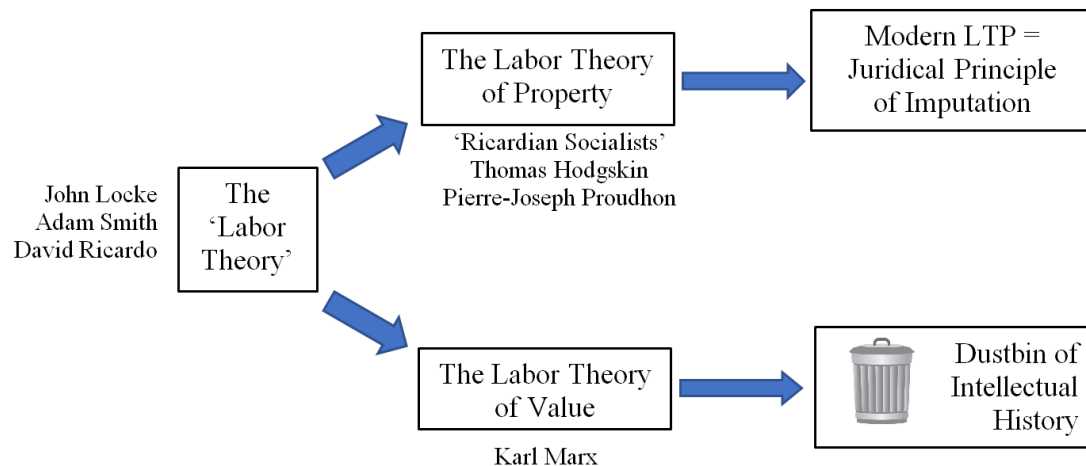 John Locke
Adam Smith
David Ricardo
The
‘Labor
Theory’
The Labor Theory
of Property
‘Ricardian Socialists’
Thomas Hodgskin
Pierre-Joseph Proudhon
Modern LTP =
Juridical Principle
of Imputation
The Labor Theory
of Value
Karl Marx
Dustbin of
Intellectual
History